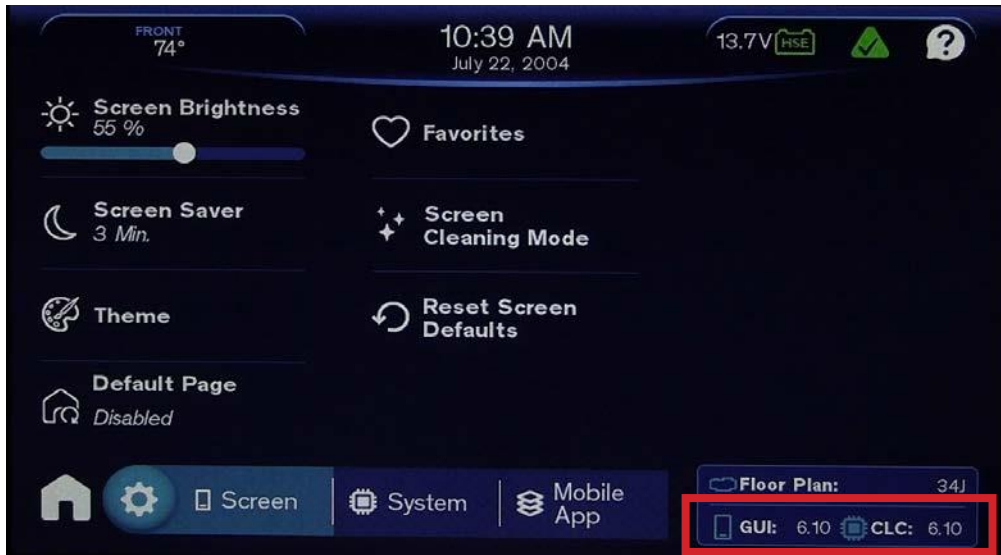 FRONT
74°
10:39 AM
July 22, 2004
13.7V HSE
?
Screen Brightness
55 %
Screen Saver
3 Min.
Theme
Default Page
Disabled
Favorites
Screen
Cleaning Mode
Reset Screen
Defaults
Screen
System
Mobile
App
Floor Plan: 34J
GUI: 6.10 CLC: 6.10